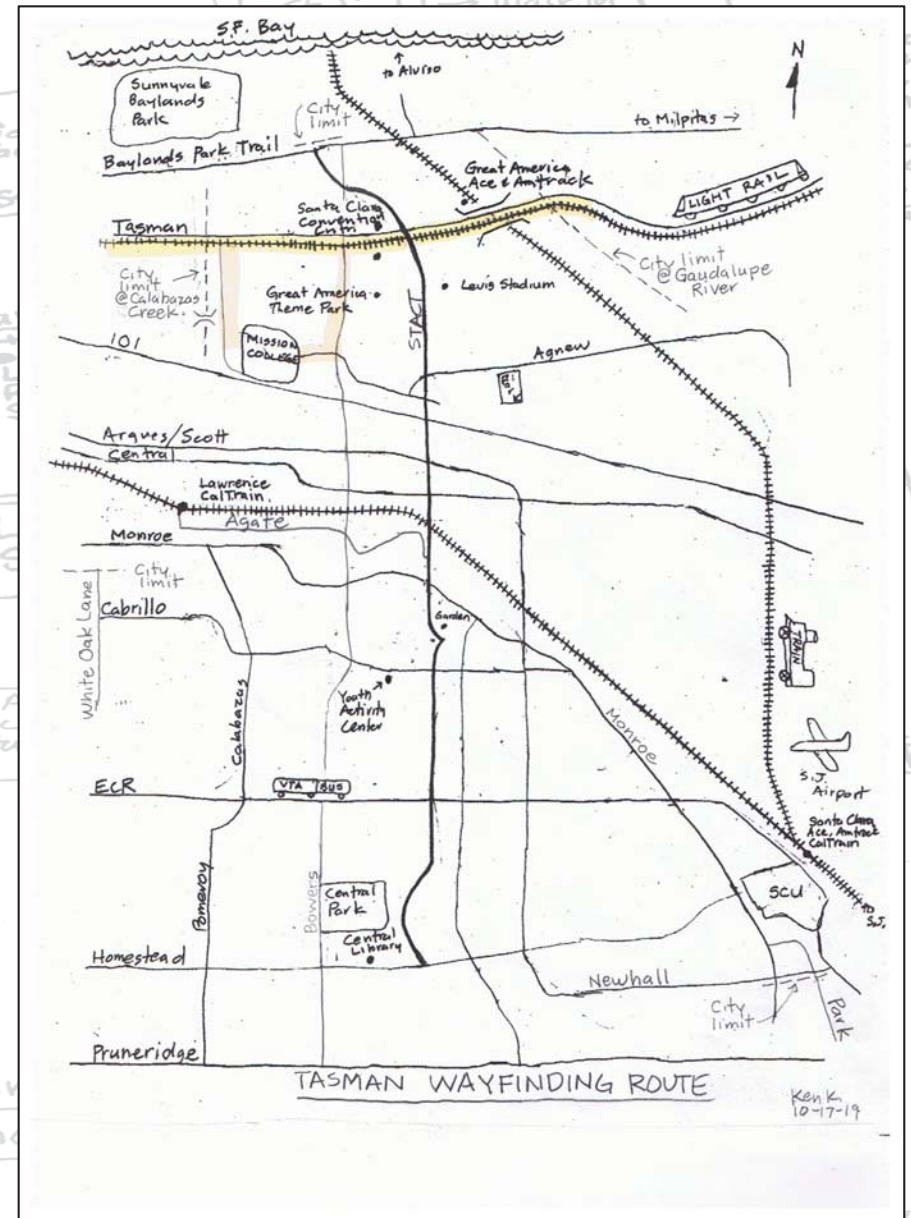 S.F. Bay
N
to Alviso
Sunnyvale
Baylands
Park
City
limit
to Milpitas →
Baylands Park Trail
Great America
Ace & Amtrack
LIGHT RAIL
Santa Clara
Convention
Tasman
City
limit
@Calabazas
Creek
City limit
@ Gaudalupe
River
Great America
Theme Park
Levis Stadium
STACT
101
MISSION
COLLEGE
Agnew
Arques/Scott
Central
Lawrence
CalTrain
Agate
Monroe
City
limit
White Oak Lane
Cabrillo
Garden
TRAIN
Youth
Activity
Center
Monroe
Calabazas
S.J.
Airport
ECR
VTA BUS
Santa Clara
Ace, Amtrack
CalTrain
Pomeroy
Bowers
Central
Park
SCU
to
S.J.
Central
Library
Homestead
Newhall
City
limit
Park
Pruneridge
TASMAN WAYFINDING ROUTE
Ken K.
10-17-19